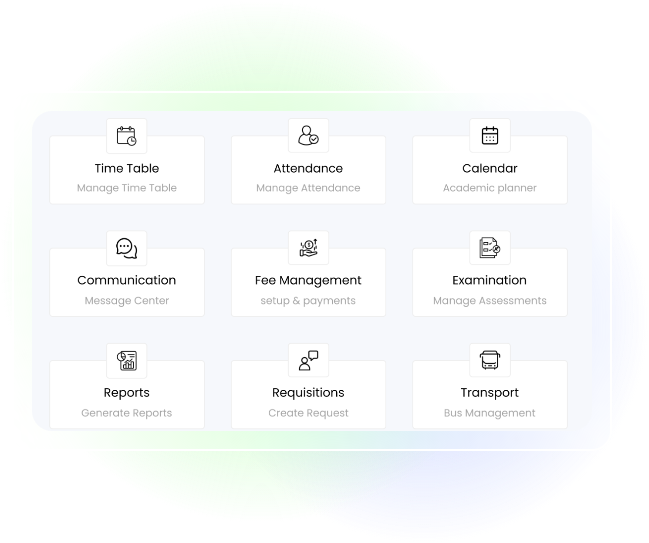 Time Table
Manage Time Table
Attendance
Manage Attendance
Calendar
Academic planner
Communication
Message Center
Fee Management
setup & payments
Examination
Manage Assessments
Reports
Generate Reports
Requisitions
Create Request
Transport
Bus Management